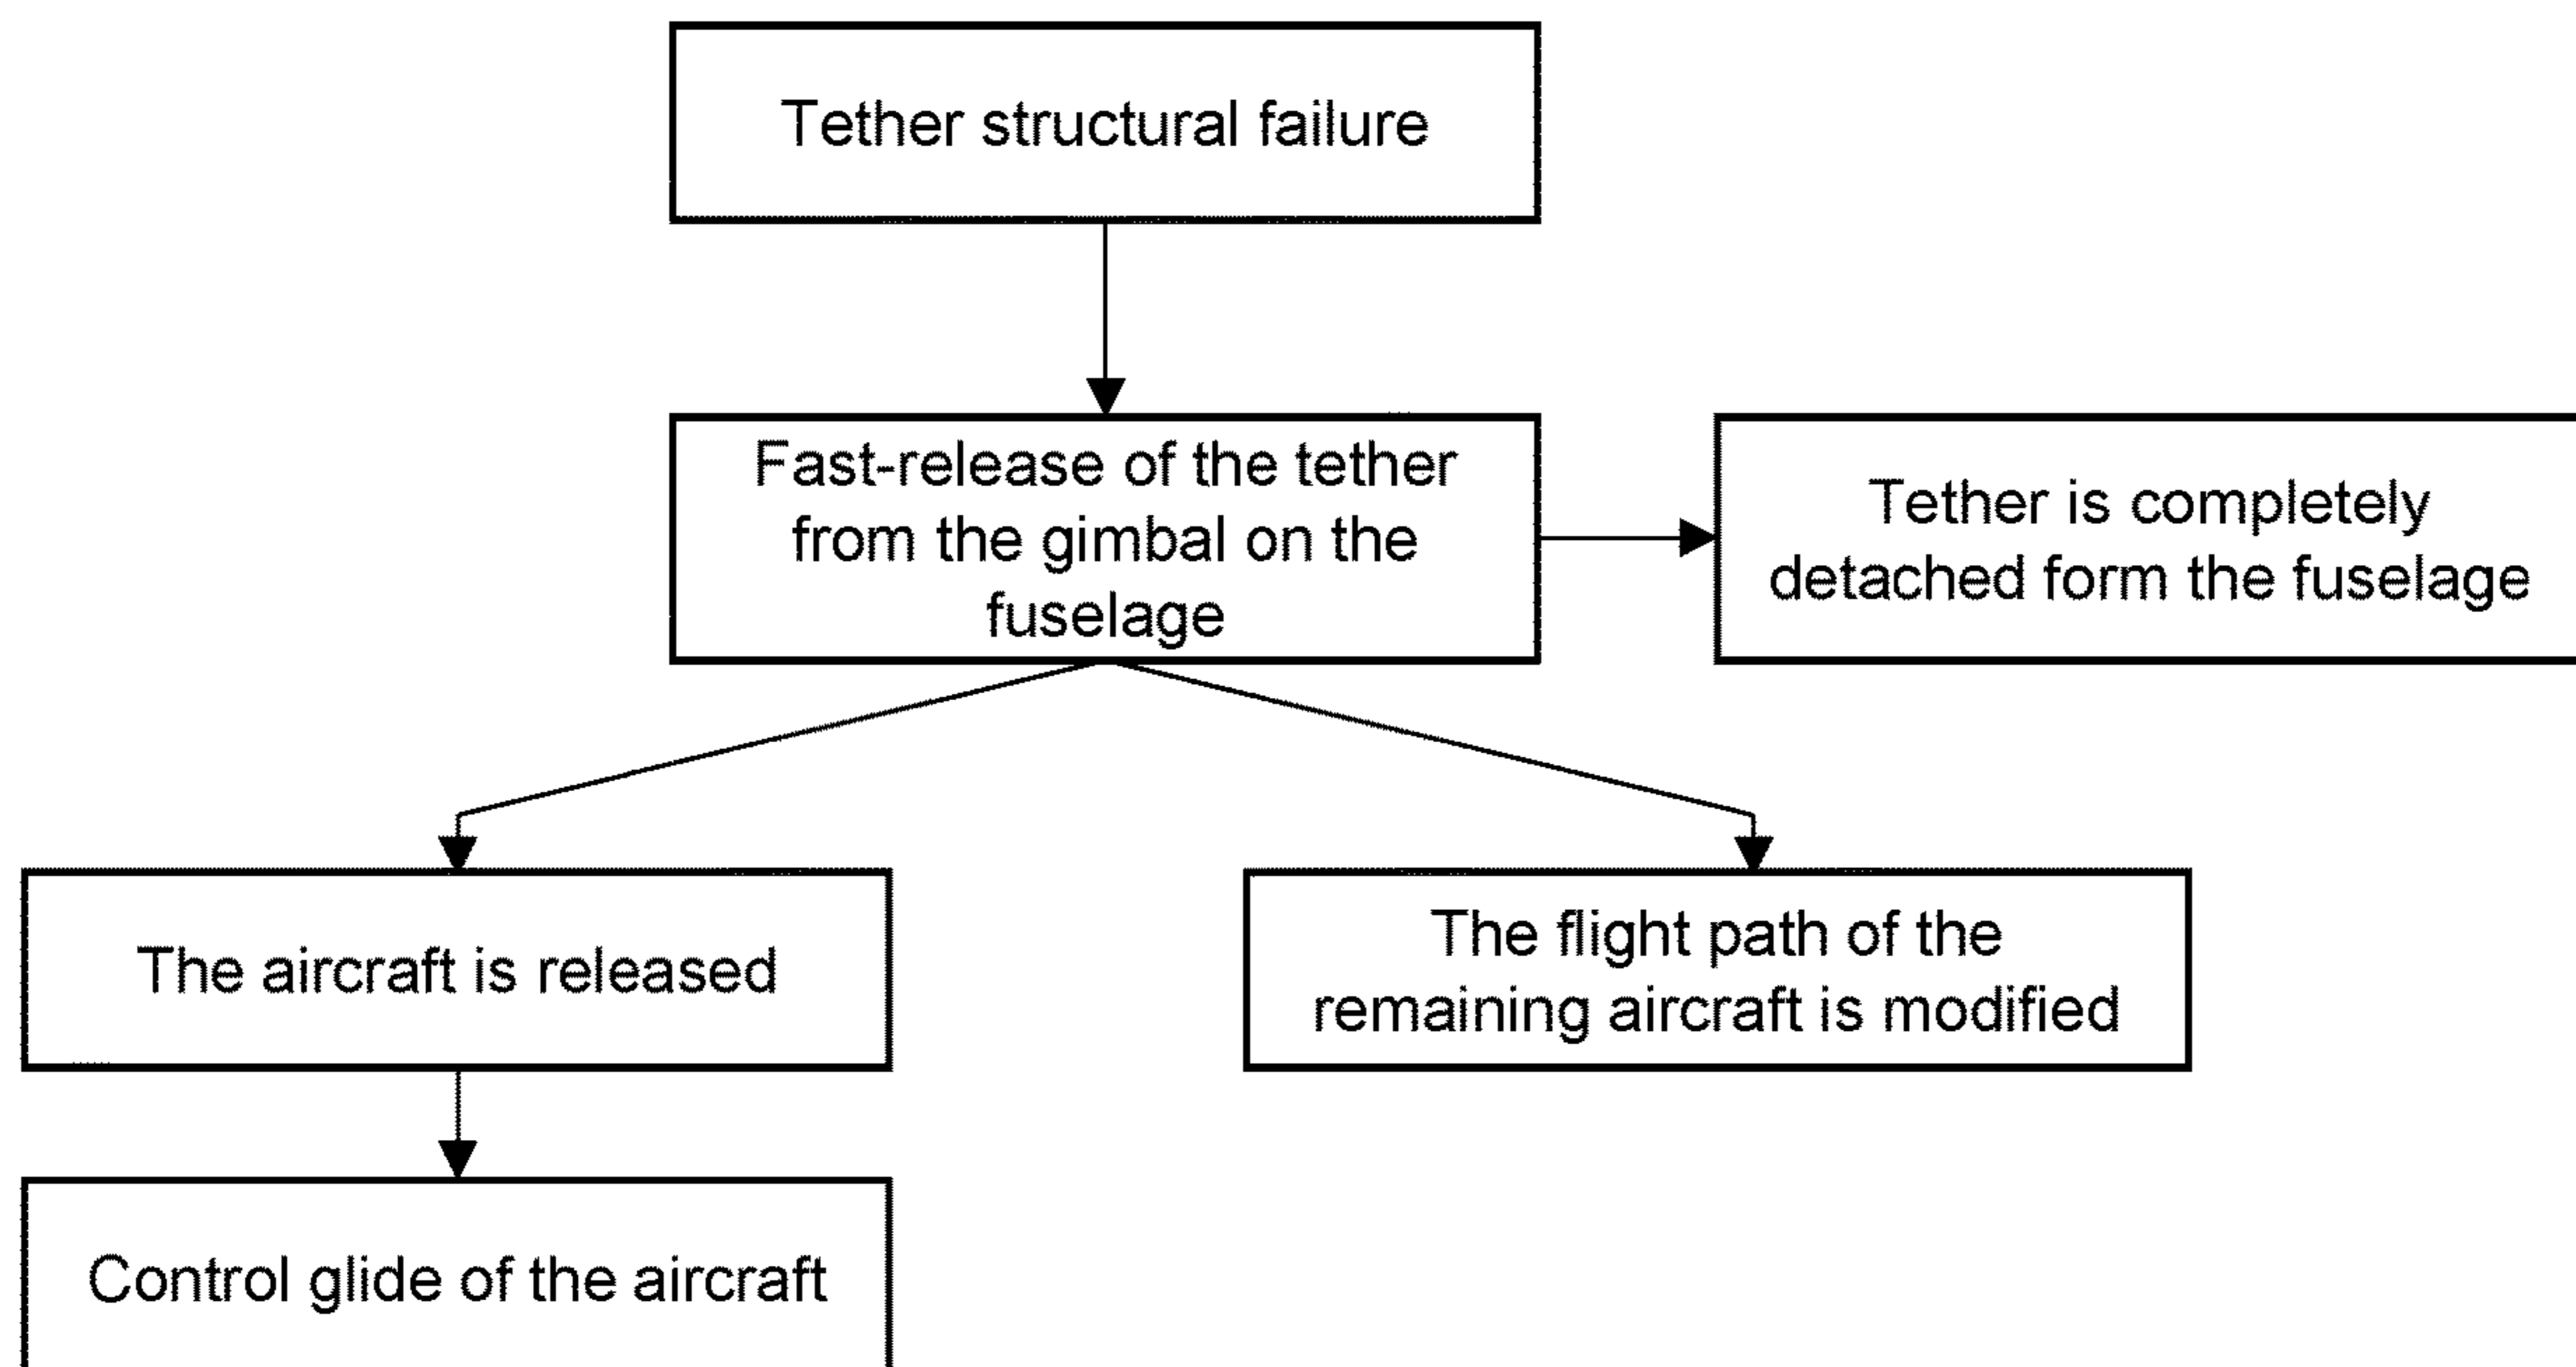 Tether structural failure
Fast-release of the tether
from the gimbal on the
fuselage
Tether is completely
detached form the fuselage
The aircraft is released
The flight path of the
remaining aircraft is modified
Control glide of the aircraft